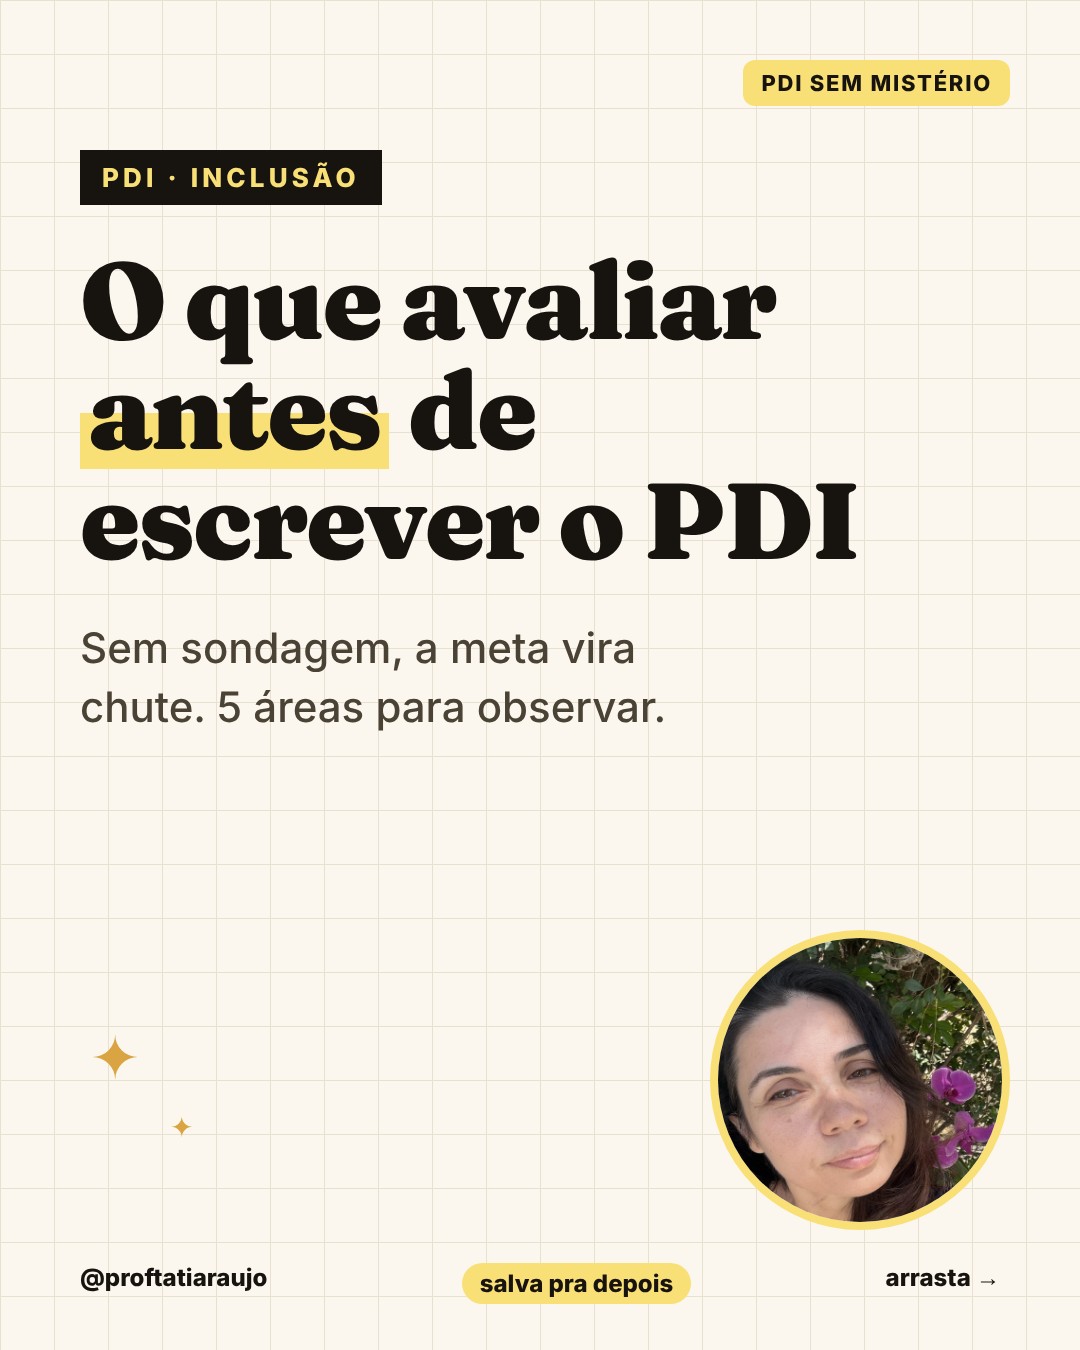 PDI SEM MISTÉRIO
PDI · INCLUSÃO
O que avaliar
antes de
escrever o PDI
Sem sondagem, a meta vira
chute. 5 áreas para observar.
@proftatiaraujo
salva pra depois
arrasta →